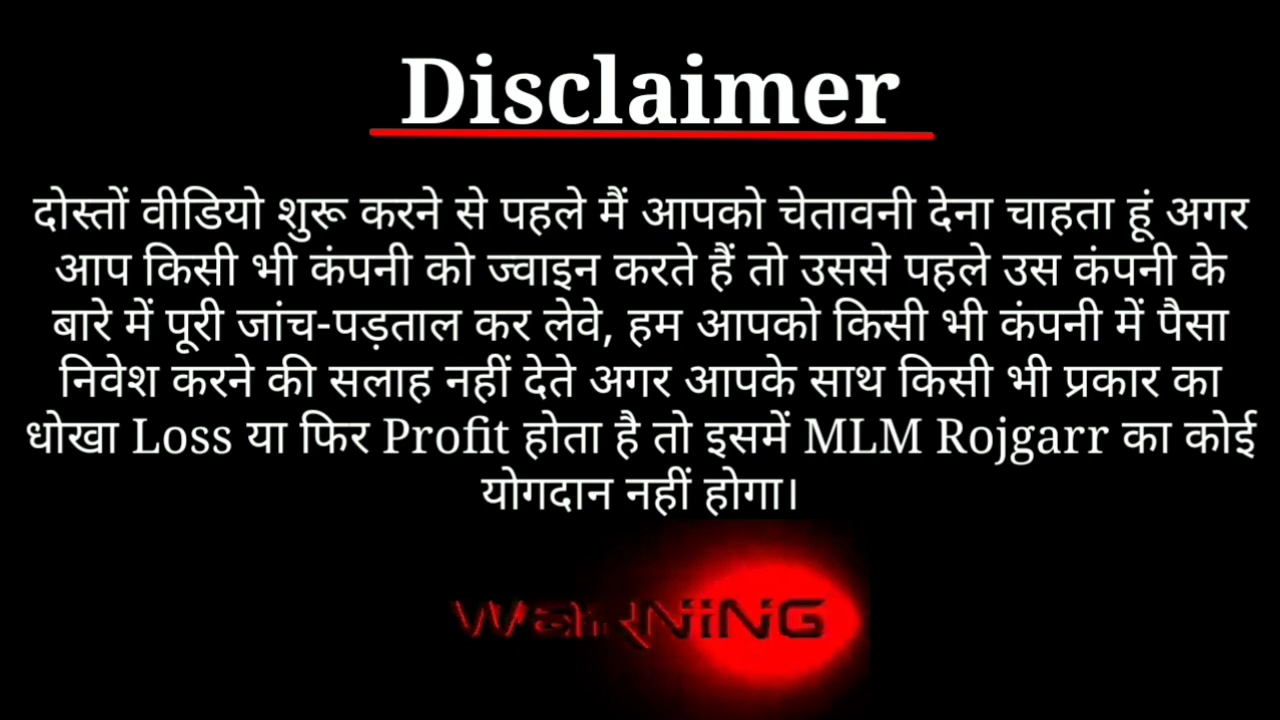 Disclaimer
दोस्तों वीडियो शुरू करने से पहले मैं आपको चेतावनी देना चाहता हूं अगर
आप किसी भी कंपनी को ज्वाइन करते हैं तो उससे पहले उस कंपनी के
बारे में पूरी जांच-पड़ताल कर लेवे, हम आपको किसी भी कंपनी में पैसा
निवेश करने की सलाह नहीं देते अगर आपके साथ किसी भी प्रकार का
धोखा Loss या फिर Profit होता है तो इसमें MLM Rojgarr का कोई
योगदान नहीं होगा।
WARNiNG